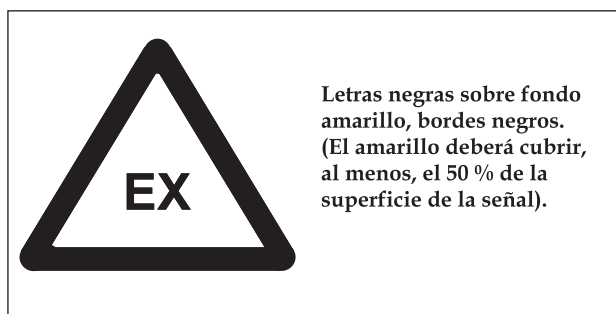 EX
Letras negras sobre fondo
amarillo, bordes negros.
(El amarillo deberá cubrir,
al menos, el 50 % de la
superficie de la señal).